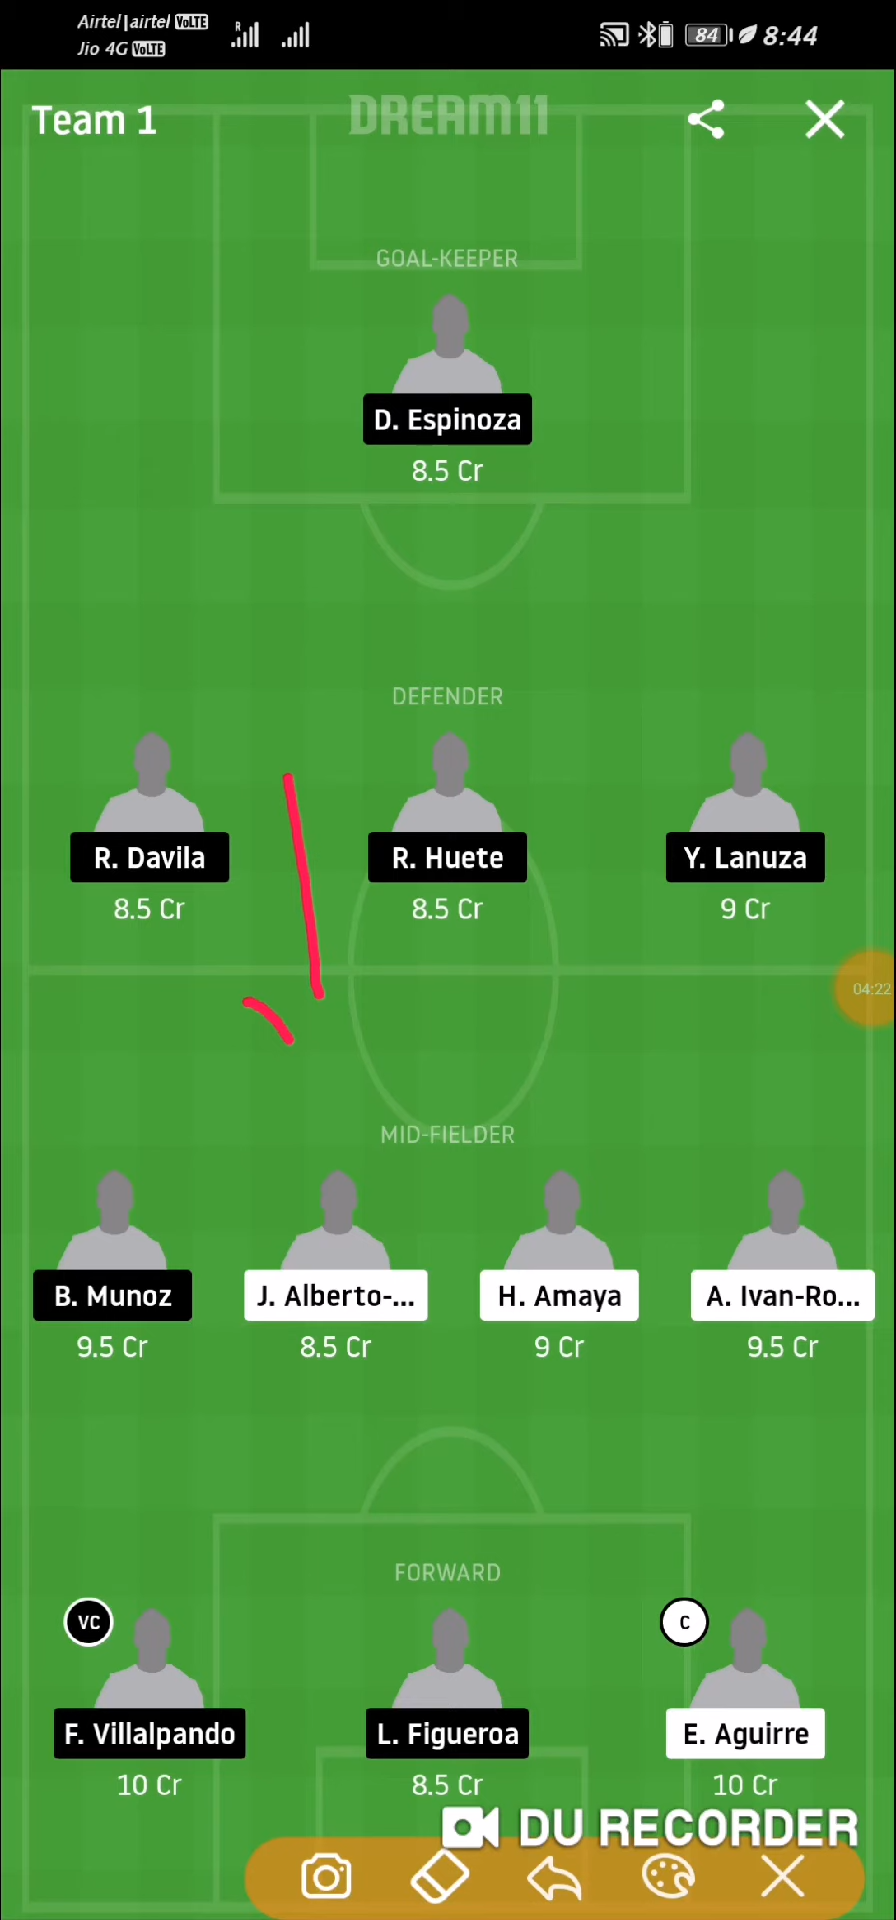 Airtel|airtel VoLTE
Jio 4G VoLTE
R
84
8:44
Team 1
DREAM11
GOAL-KEEPER
D. Espinoza
8.5 Cr
DEFENDER
R. Davila
R. Huete
Y. Lanuza
8.5 Cr
8.5 Cr
9 Cr
04:22
MID-FIELDER
B. Munoz
J. Alberto-...
H. Amaya
A. Ivan-Ro...
9.5 Cr
8.5 Cr
9 Cr
9.5 Cr
FORWARD
VC
C
F. Villalpando
L. Figueroa
E. Aguirre
10 Cr
8.5 Cr
10 Cr
DU RECORDER